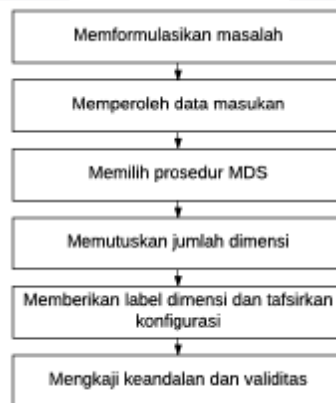 Memformulasikan masalah
Memperoleh data masukan
Memilih prosedur MDS
Memutuskan jumlah dimensi
Memberikan label dimensi dan tafsirkan
konfigurasi
Mengkaji keandalan dan validitas